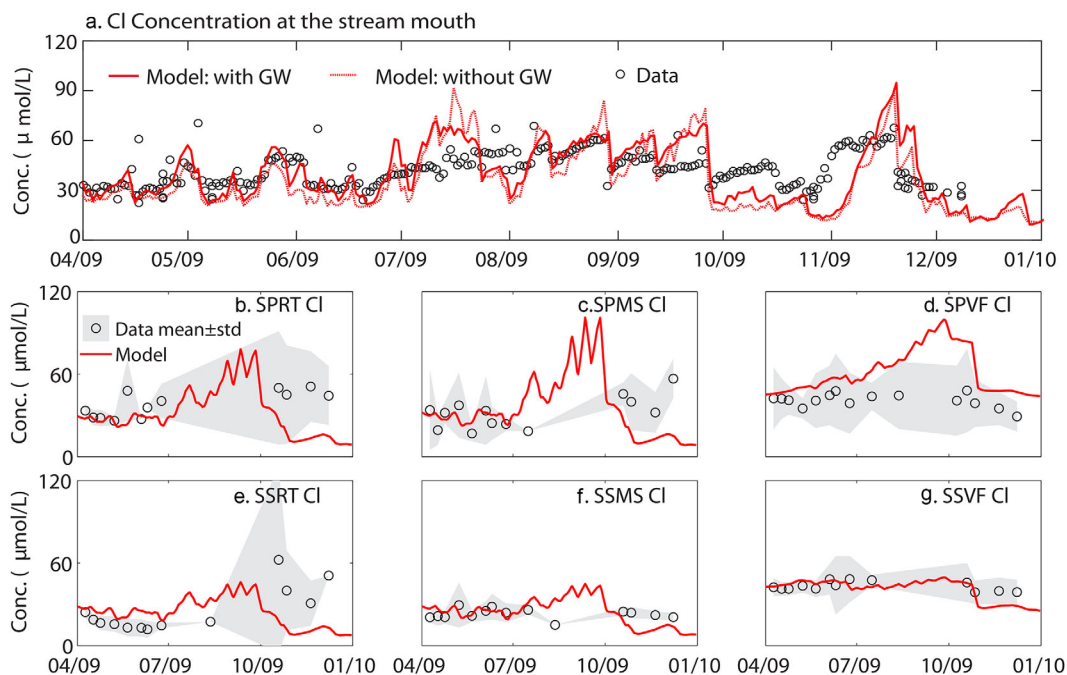 a. Cl Concentration at the stream mouth
Conc. ( μ mol/L)
120
90
60
30
0
Model: with GW
Model: without GW
Data
04/09
05/09
06/09
07/09
08/09
09/09
10/09
11/09
12/09
01/10
b. SPRT Cl
c. SPMS Cl
d. SPVF Cl
Conc. ( μmol/L)
120
60
0
Data mean±std
Model
e. SSRT Cl
f. SSMS Cl
g. SSVF Cl
Conc. ( μmol/L)
120
60
0
04/09
07/09
10/09
01/10
04/09
07/09
10/09
01/10
04/09
07/09
10/09
01/10